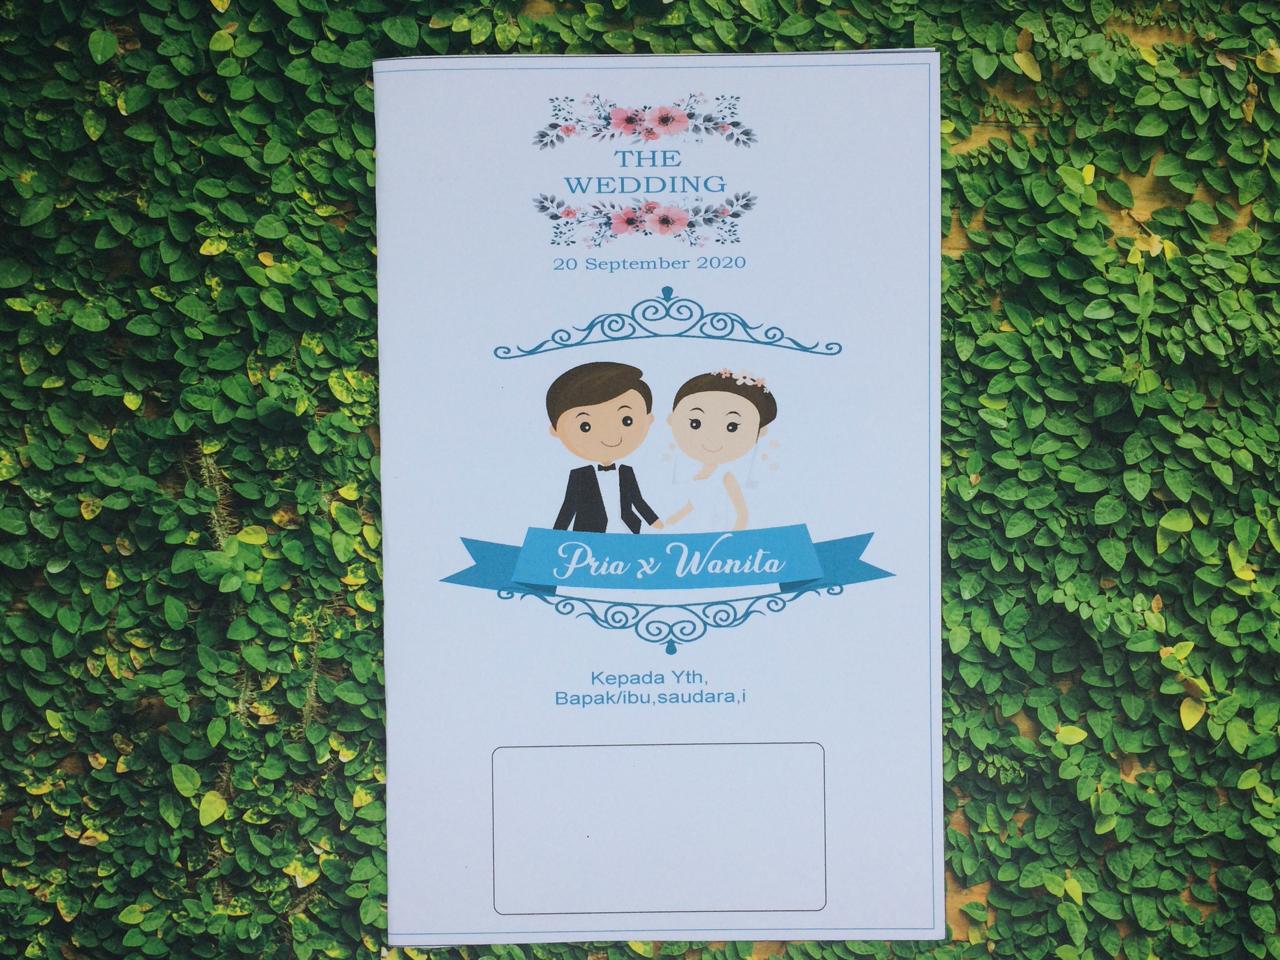 THE
WEDDING
20 September 2020
Pria x Wanita
Kepada Yth,
Bapak/ibu,saudara,i